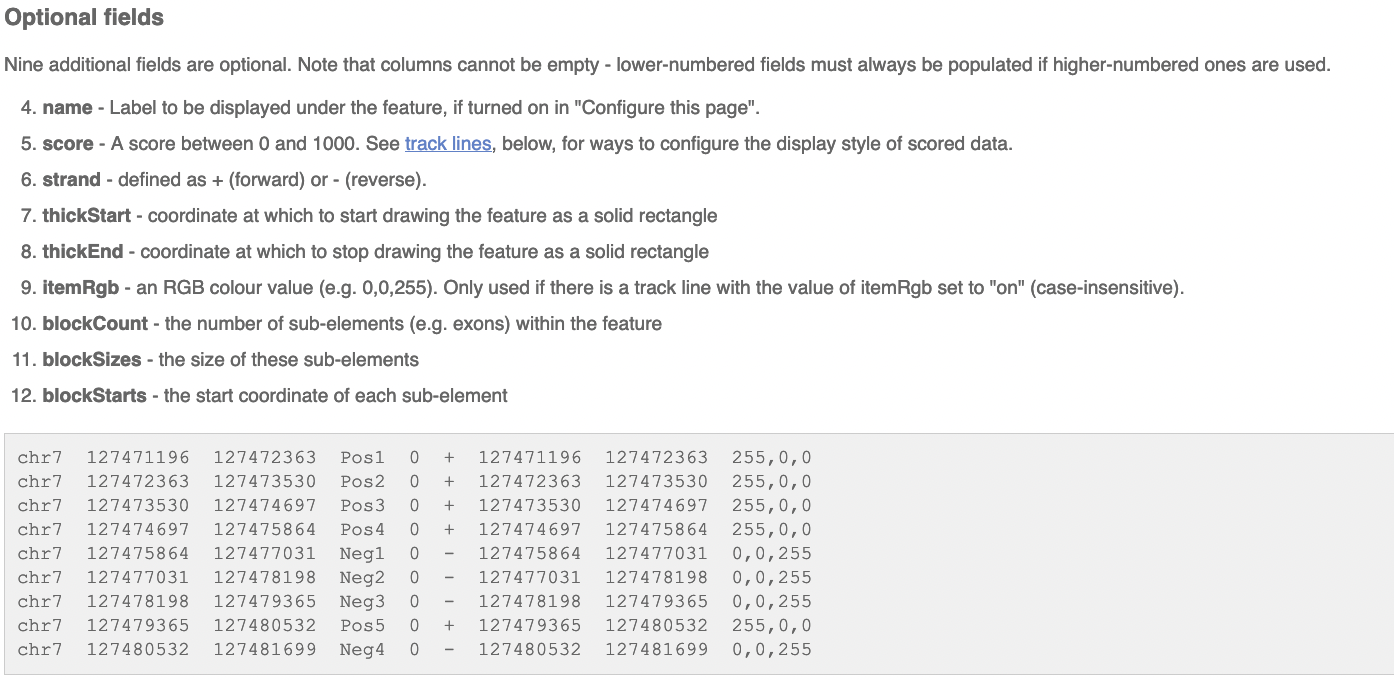 Optional fields
Nine additional fields are optional. Note that columns cannot be empty - lower-numbered fields must always be populated if higher-numbered ones are used.
4. name - Label to be displayed under the feature, if turned on in "Configure this page".
5. score - A score between 0 and 1000. See track lines, below, for ways to configure the display style of scored data.
6. strand - defined as + (forward) or - (reverse).
7. thickStart - coordinate at which to start drawing the feature as a solid rectangle
8. thickEnd - coordinate at which to stop drawing the feature as a solid rectangle
9. itemRgb - an RGB colour value (e.g. 0,0,255). Only used if there is a track line with the value of itemRgb set to "on" (case-insensitive).
10. blockCount - the number of sub-elements (e.g. exons) within the feature
11. blockSizes - the size of these sub-elements
12. blockStarts - the start coordinate of each sub-element
chr7  127471196  127472363  Pos1  0  +  127471196  127472363  255,0,0
chr7  127472363  127473530  Pos2  0  +  127472363  127473530  255,0,0
chr7  127473530  127474697  Pos3  0  +  127473530  127474697  255,0,0
chr7  127474697  127475864  Pos4  0  +  127474697  127475864  255,0,0
chr7  127475864  127477031  Neg1  0  -  127475864  127477031  0,0,255
chr7  127477031  127478198  Neg2  0  -  127477031  127478198  0,0,255
chr7  127478198  127479365  Neg3  0  -  127478198  127479365  0,0,255
chr7  127479365  127480532  Pos5  0  +  127479365  127480532  255,0,0
chr7  127480532  127481699  Neg4  0  -  127480532  127481699  0,0,255